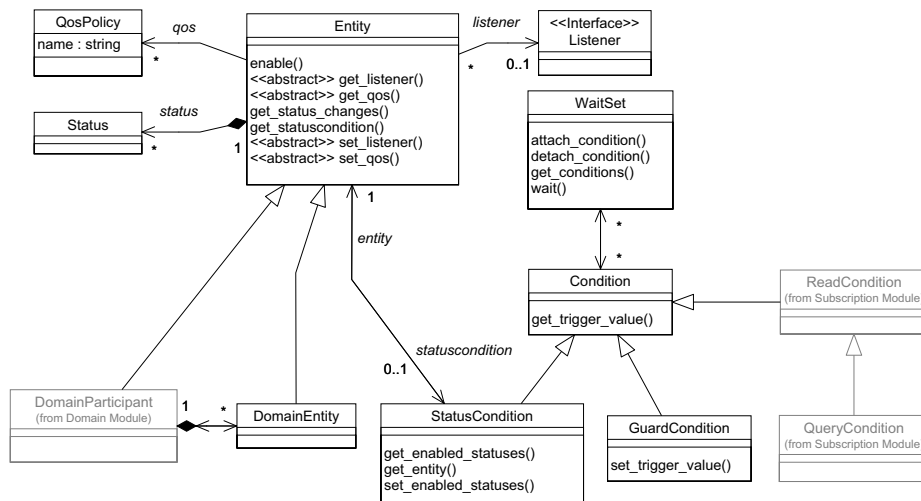 QosPolicy
name : string
qos
*
Entity
enable()
<<abstract>> get_listener()
<<abstract>> get_qos()
get_status_changes()
get_statuscondition()
<<abstract>> set_listener()
<<abstract>> set_qos()
listener
*
0..1
<<Interface>>
Listener
Status
status
*
1
WaitSet
attach_condition()
detach_condition()
get_conditions()
wait()
1
entity
*
*
Condition
get_trigger_value()
ReadCondition
(from Subscription Module)
statuscondition
0..1
DomainParticipant
(from Domain Module)
1
*
DomainEntity
StatusCondition
get_enabled_statuses()
get_entity()
set_enabled_statuses()
GuardCondition
set_trigger_value()
QueryCondition
(from Subscription Module)